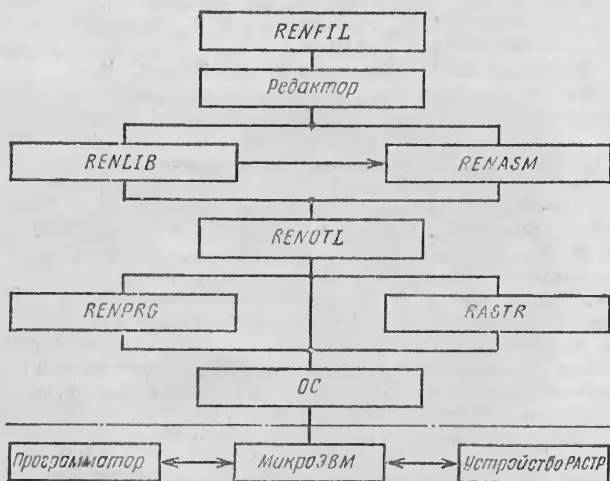 RENFIL
Редактор
RENLIB
RENASM
RENOTL
RENPRG
RASTR
ОС
Программатор
МикроЭВМ
Устройство РАСТР